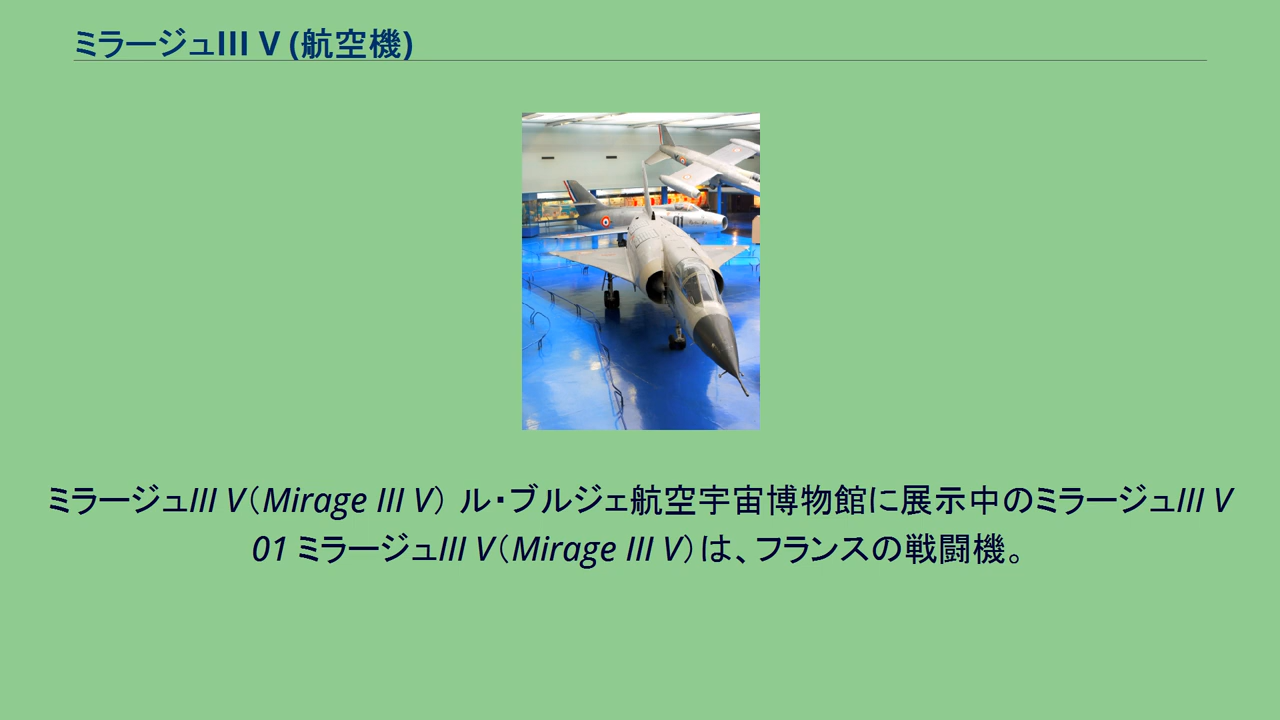 ミラージュIII V (航空機)
01
ミラージュIII V（Mirage III V） ル・ブルジェ航空宇宙博物館に展示中のミラージュIII V
01 ミラージュIII V（Mirage III V）は、フランスの戦闘機。